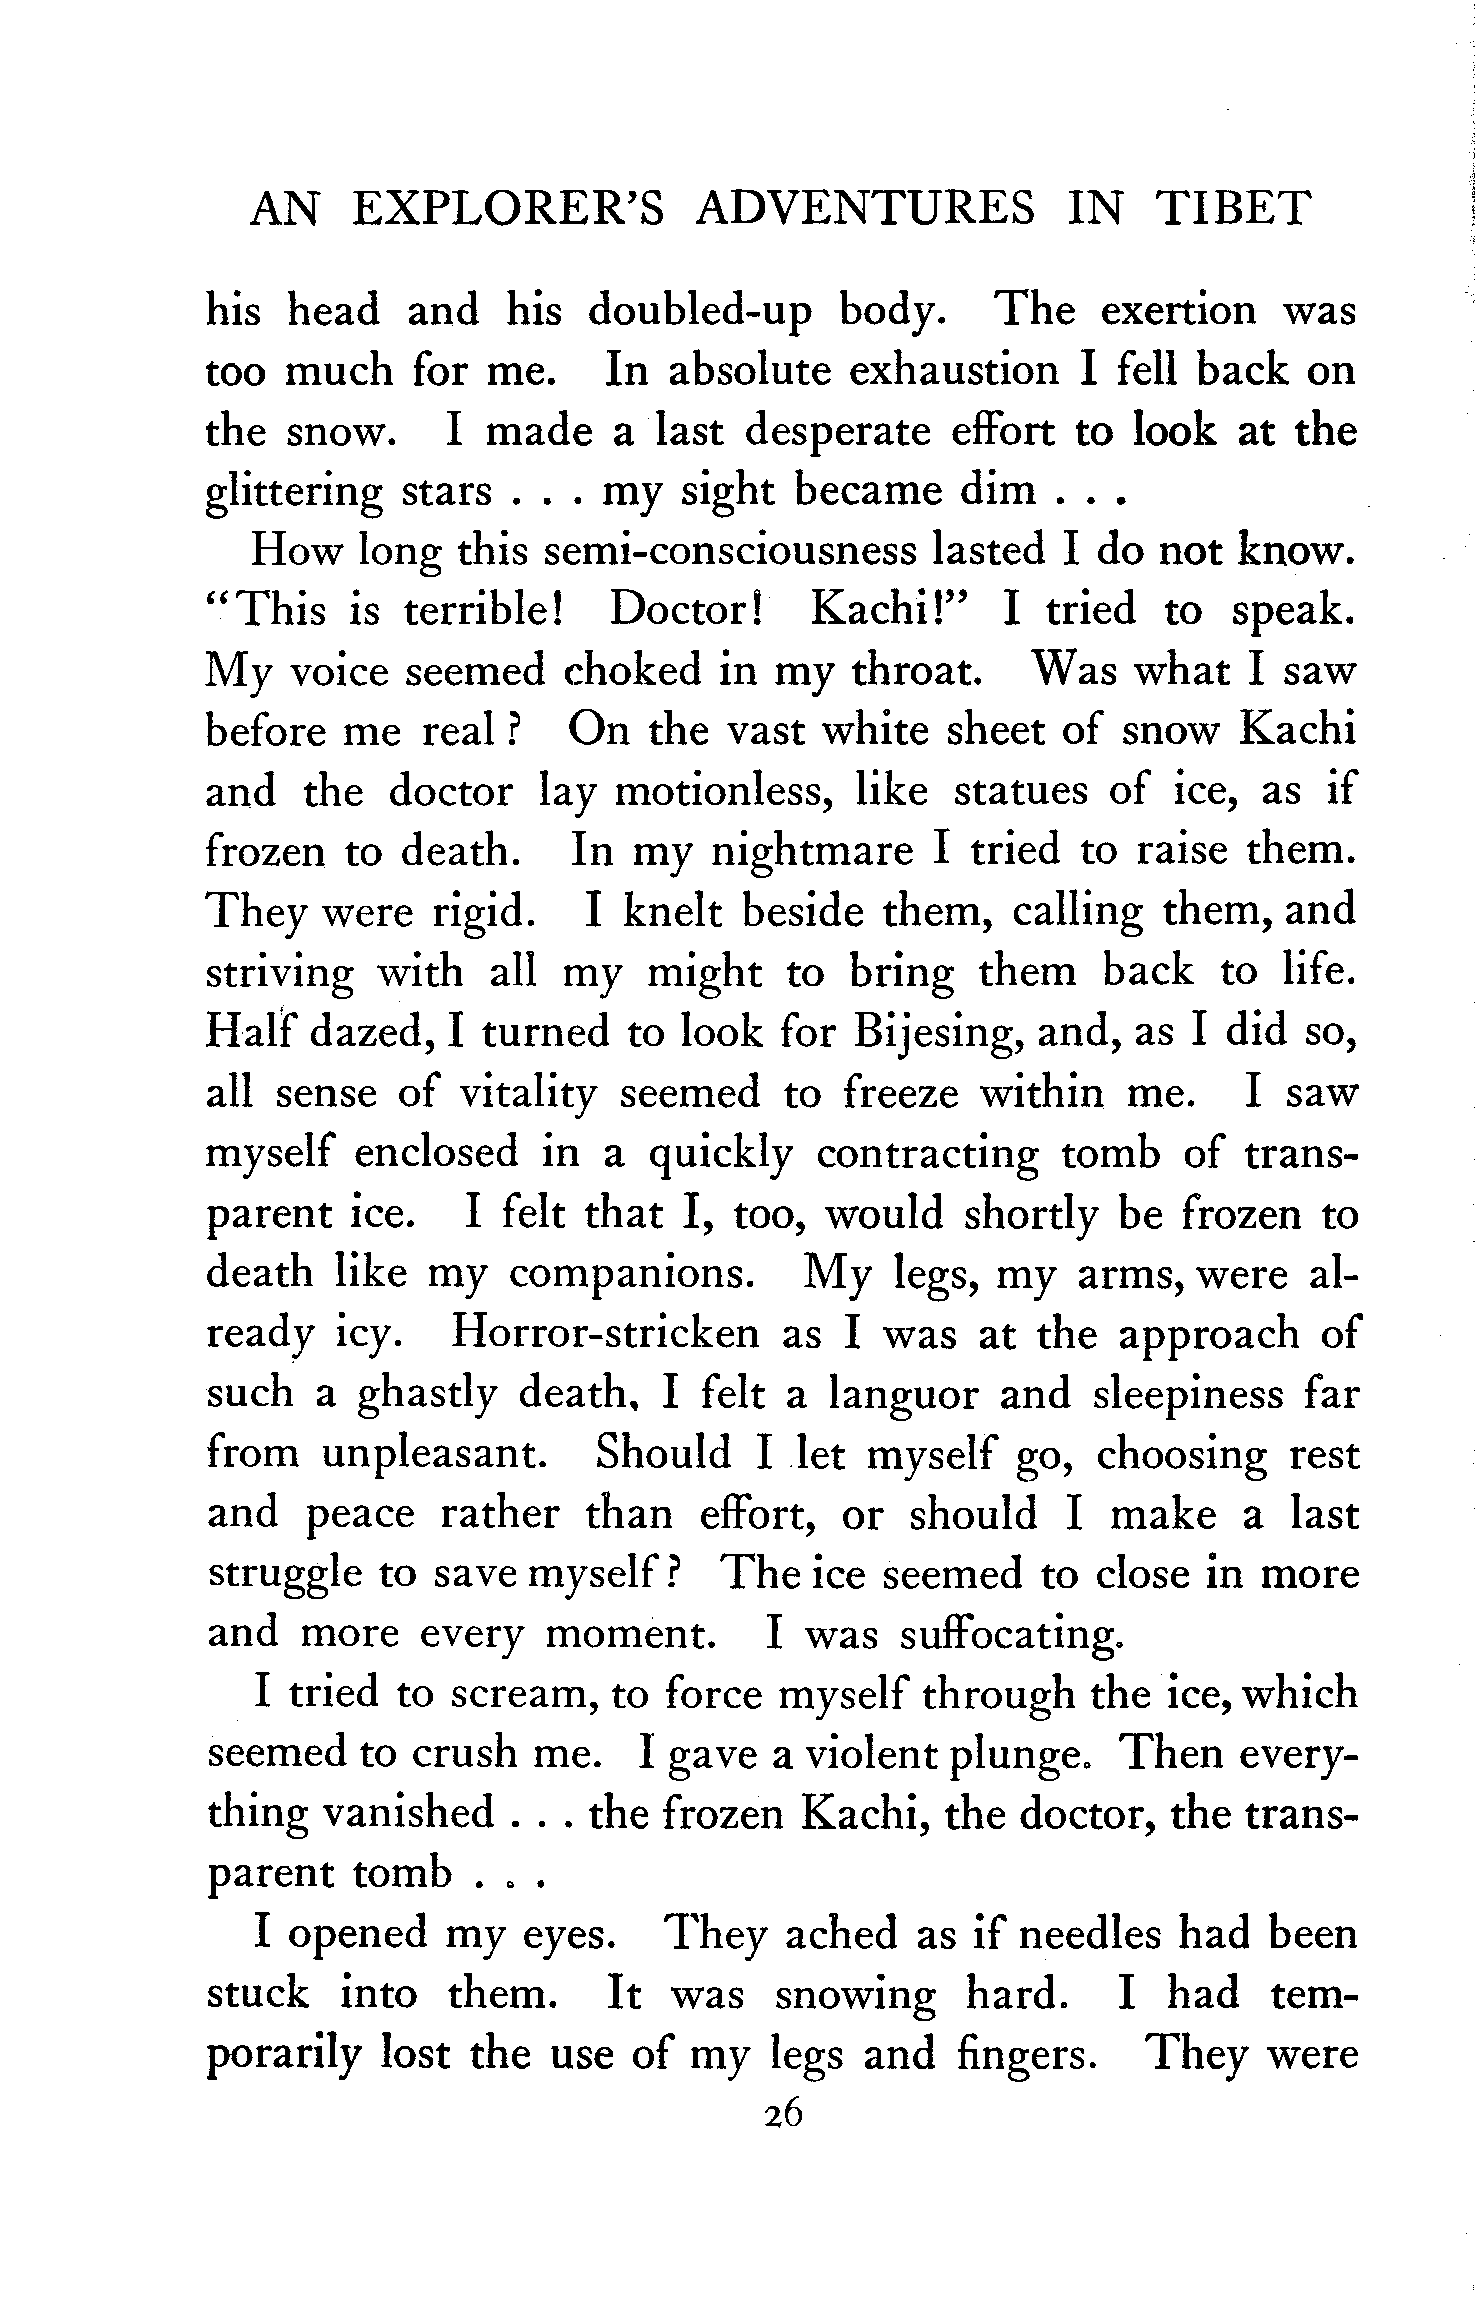 AN EXPLORER'S ADVENTURES IN TIBET
his head and his doubled-up body. The exertion was
too much for me. In absolute exhaustion I fell back on
the snow. I made a last desperate effort to look at the
glittering stars . . . my sight became dim . . .
How long this semi-consciousness lasted I do not know.
"This is terrible! Doctor! Kachi!" I tried to speak.
My voice seemed choked in my throat. Was what I saw
before me real? On the vast white sheet of snow Kachi
and the doctor lay motionless, like statues of ice, as if
frozen to death. In my nightmare I tried to raise them.
They were rigid. I knelt beside them, calling them, and
striving with all my might to bring them back to life.
Half dazed, I turned to look for Bijesing, and, as I did so,
all sense of vitality seemed to freeze within me. I saw
myself enclosed in a quickly contracting tomb of trans-
parent ice. I felt that I, too, would shortly be frozen to
death like my companions. My legs, my arms, were al-
ready icy. Horror-stricken as I was at the approach of
such a ghastly death, I felt a languor and sleepiness far
from unpleasant. Should I let myself go, choosing rest
and peace rather than effort, or should I make a last
struggle to save myself? The ice seemed to close in more
and more every moment. I was suffocating.
I tried to scream, to force myself through the ice, which
seemed to crush me. I gave a violent plunge. Then every-
thing vanished . . . the frozen Kachi, the doctor, the trans-
parent tomb . . .
I opened my eyes. They ached as if needles had been
stuck into them. It was snowing hard. I had tem-
porarily lost the use of my legs and fingers. They were
26